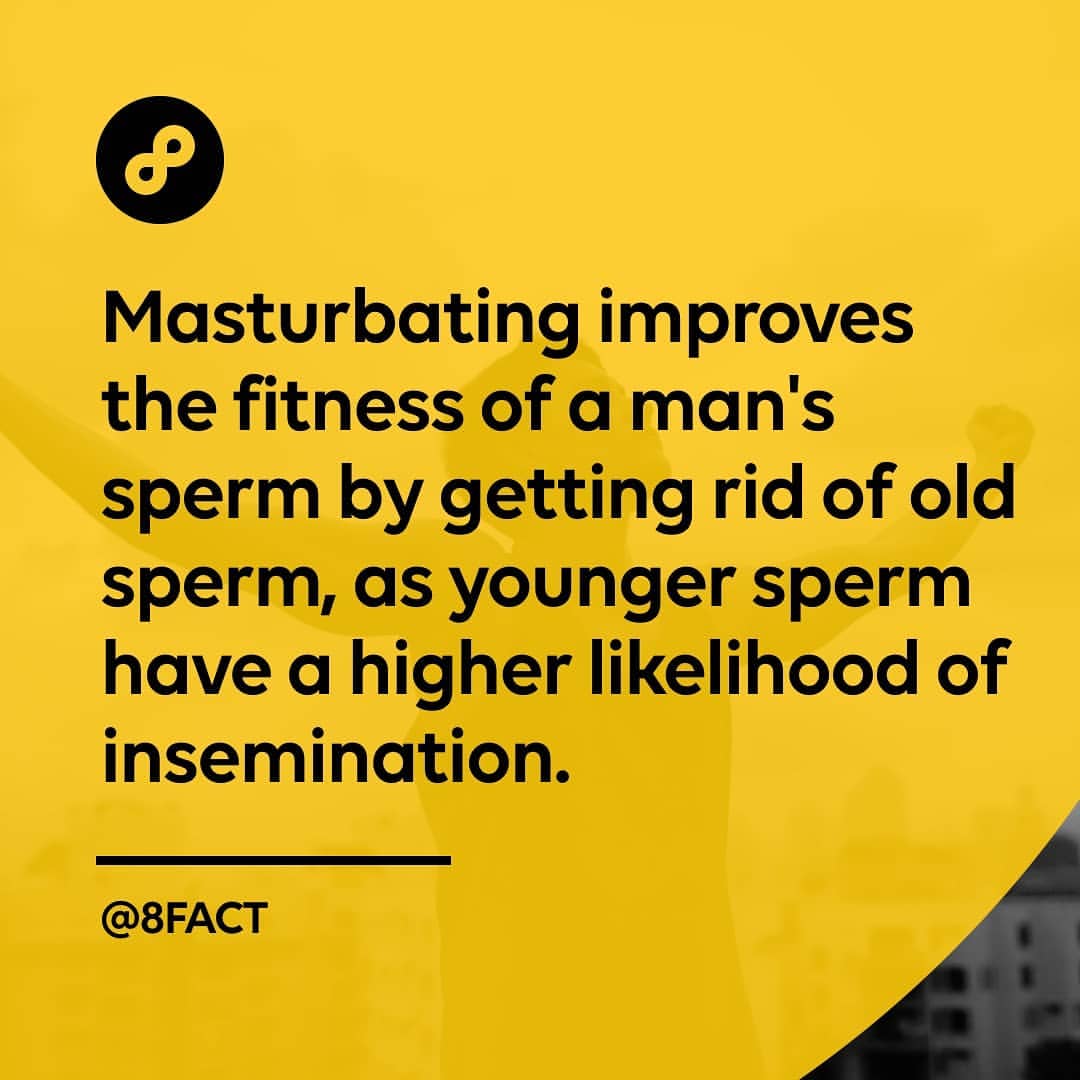 Masturbating improves
the fitness of a man's
sperm by getting rid of old
sperm, as younger sperm
have a higher likelihood of
insemination.
@8FACT